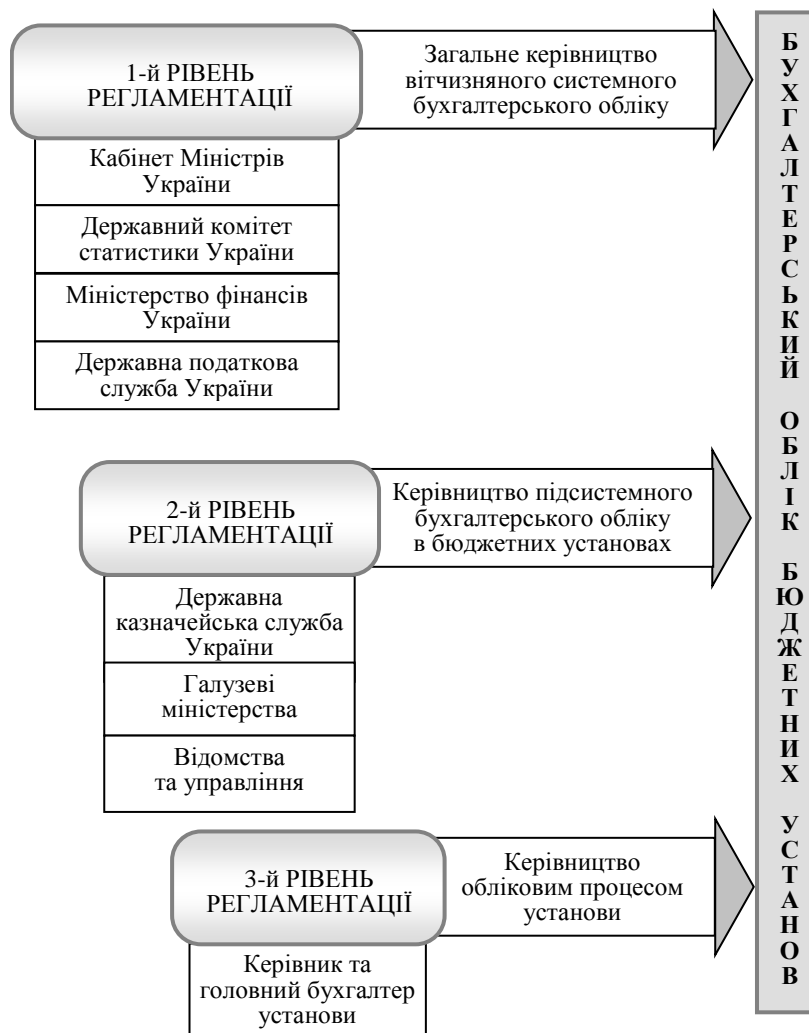 1-й РІВЕНЬ
РЕГЛАМЕНТАЦІЇ
Загальне керівництво
вітчизняного системного
бухгалтерського обліку
Кабінет Міністрів
України
Державний комітет
статистики України
Міністерство фінансів
України
Державна податкова
служба України
2-й РІВЕНЬ
РЕГЛАМЕНТАЦІЇ
Керівництво підсистемного
бухгалтерського обліку
в бюджетних установах
Державна
казначейська служба
України
Галузеві
міністерства
Відомства
та управління
3-й РІВЕНЬ
РЕГЛАМЕНТАЦІЇ
Керівництво
обліковим процесом
установи
Керівник та
головний бухгалтер
установи
БУХГАЛТЕРСЬКИЙ ОБЛІК БЮДЖЕТНИХ УСТАНОВ